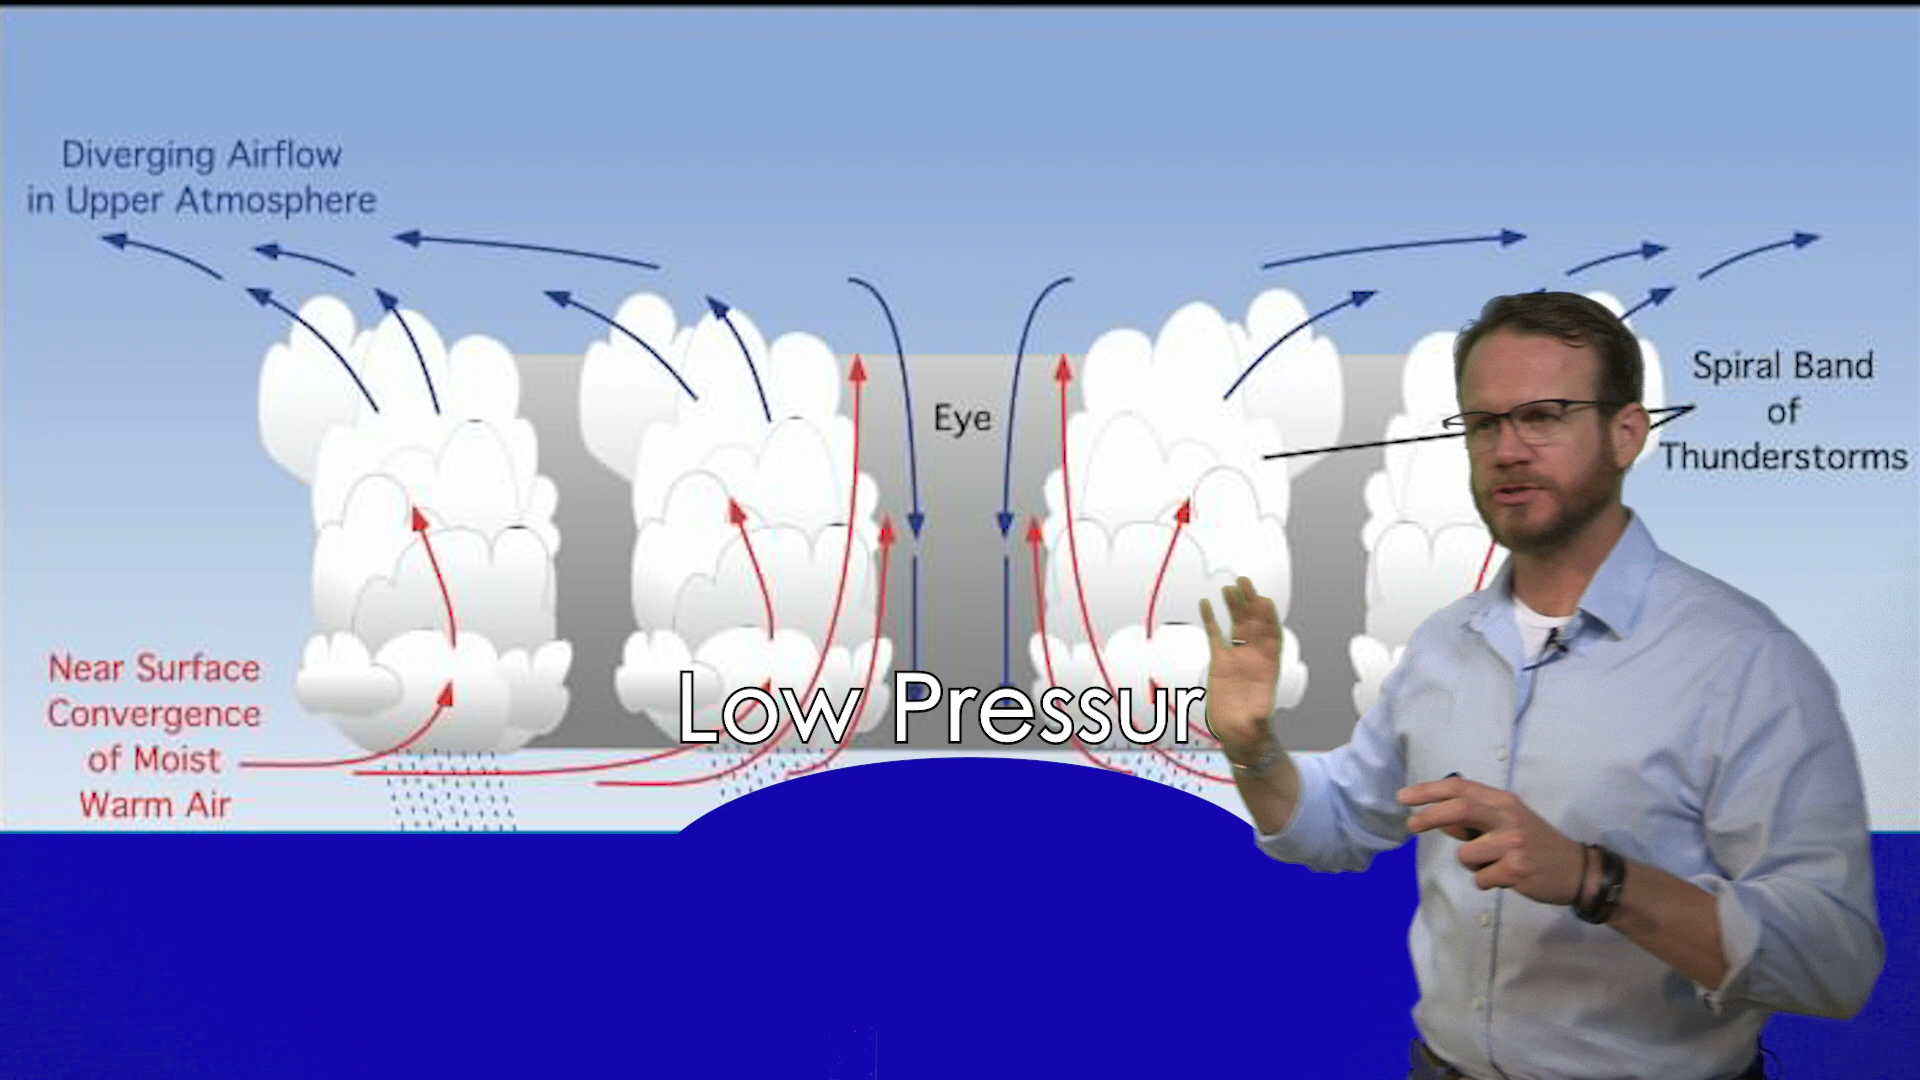 Diverging Airflow
in Upper Atmosphere
Eye
Spiral Band
of
Thunderstorms
Near Surface
Convergence
of Moist
Warm Air
Low Pressur